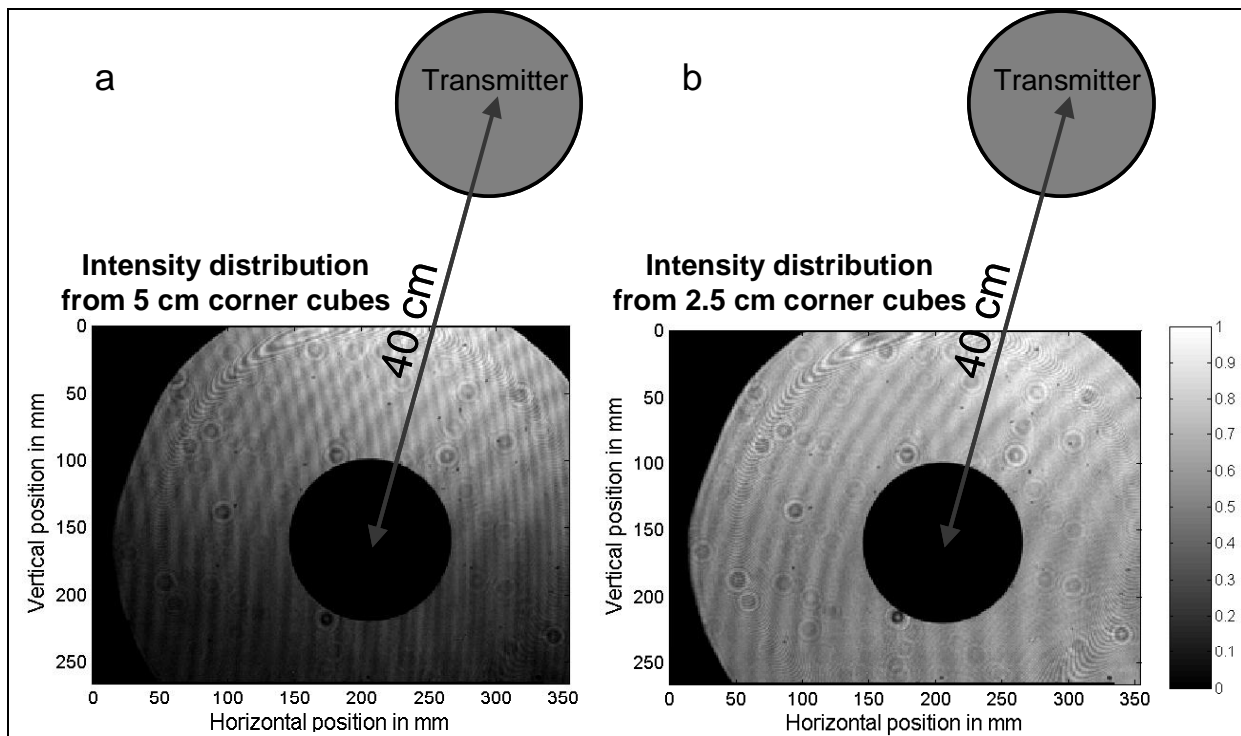 a
Transmitter
40 cm
Intensity distribution
from 5 cm corner cubes
Vertical position in mm
0
50
100
150
200
250
0 50 100 150 200 250 300 350
Horizontal position in mm
b
Transmitter
40 cm
Intensity distribution
from 2.5 cm corner cubes
Vertical position in mm
0
50
100
150
200
250
0 50 100 150 200 250 300 350
Horizontal position in mm
1
0.9
0.8
0.7
0.6
0.5
0.4
0.3
0.2
0.1
0